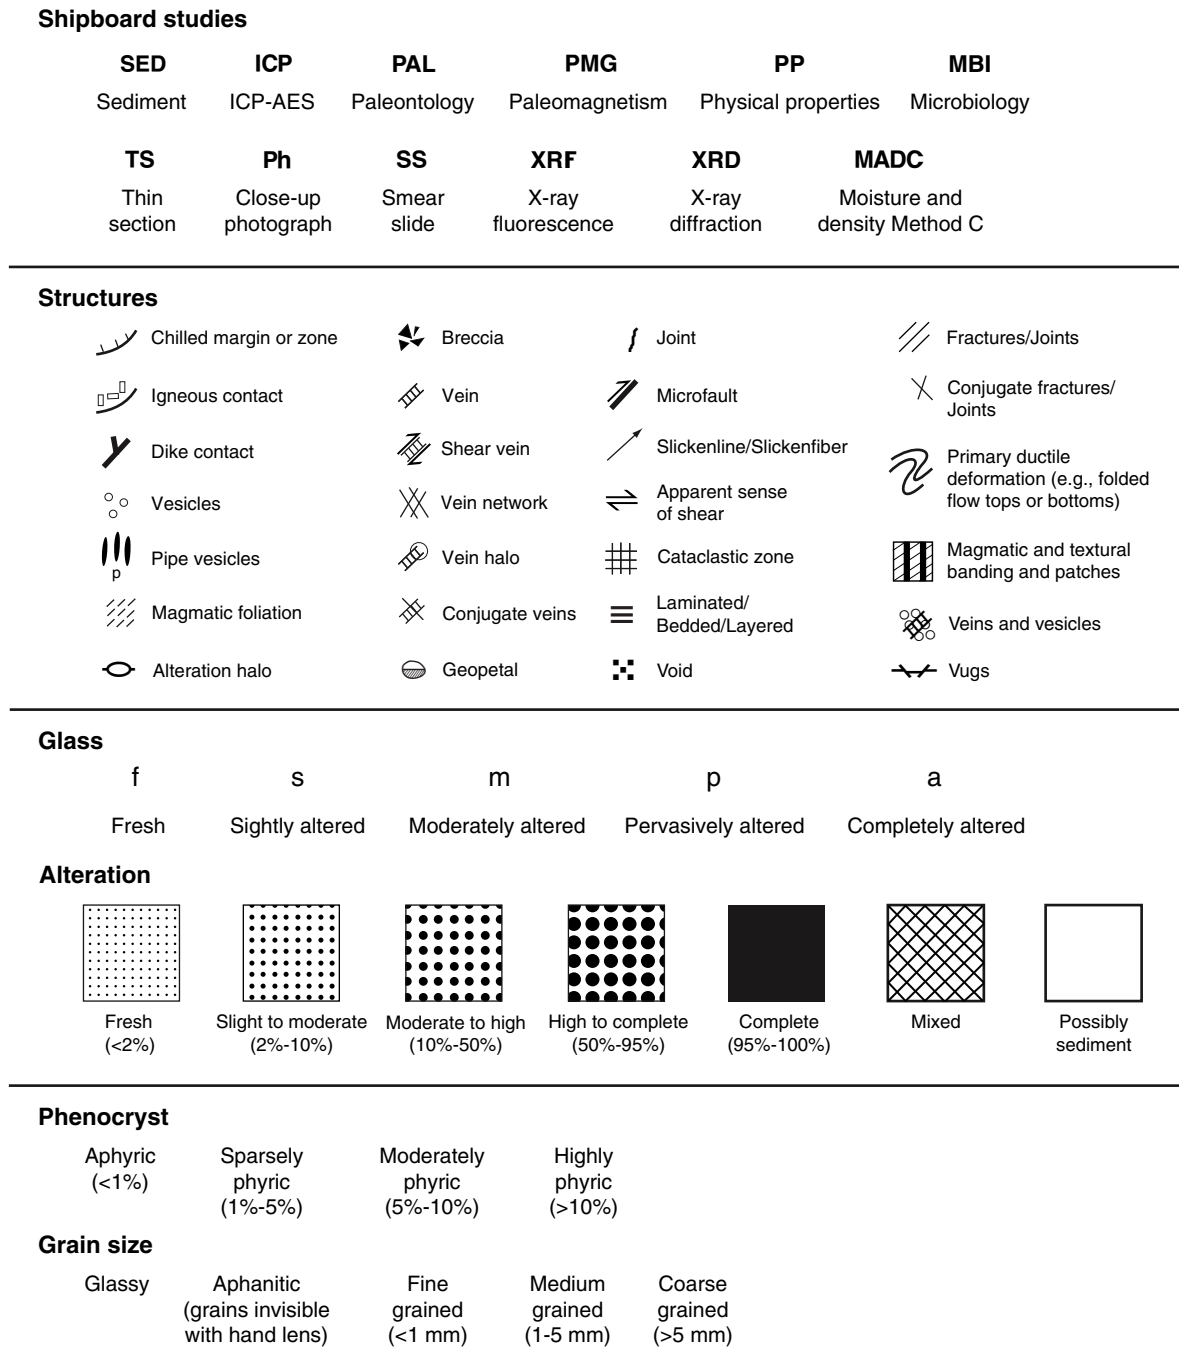 Shipboard studies
SED ICP PAL PMG PP MBI
Sediment ICP-AES Paleontology Paleomagnetism Physical properties Microbiology
TS Ph SS XRF XRD MADC
Thin Close-up Smear X-ray X-ray Moisture and
section photograph slide fluorescence diffraction density Method C
Structures
Chilled margin or zone
Igneous contact
Dike contact
Vesicles
p
Pipe vesicles
Magmatic foliation
Alteration halo
Breccia
Vein
Shear vein
Vein network
Vein halo
Conjugate veins
Geopetal
Joint
Microfault
Slickenline/Slickenfiber
Apparent sense
of shear
Cataclastic zone
Laminated/
Bedded/Layered
Void
Fractures/Joints
Conjugate fractures/
Joints
Primary ductile
deformation (e.g., folded
flow tops or bottoms)
Magmatic and textural
banding and patches
Veins and vesicles
Vugs
Glass
f s m p a
Fresh Sightly altered Moderately altered Pervasively altered Completely altered
Alteration
Fresh Slight to moderate Moderate to high High to complete Complete Mixed Possibly
(<2%) (2%-10%) (10%-50%) (50%-95%) (95%-100%) sediment
Phenocryst
Aphyric Sparsely Moderately Highly
(<1%) phyric phyric phyric
(1%-5%) (5%-10%) (>10%)
Grain size
Glassy Aphanitic Fine Medium Coarse
(grains invisible grained grained grained
with hand lens) (<1 mm) (1-5 mm) (>5 mm)